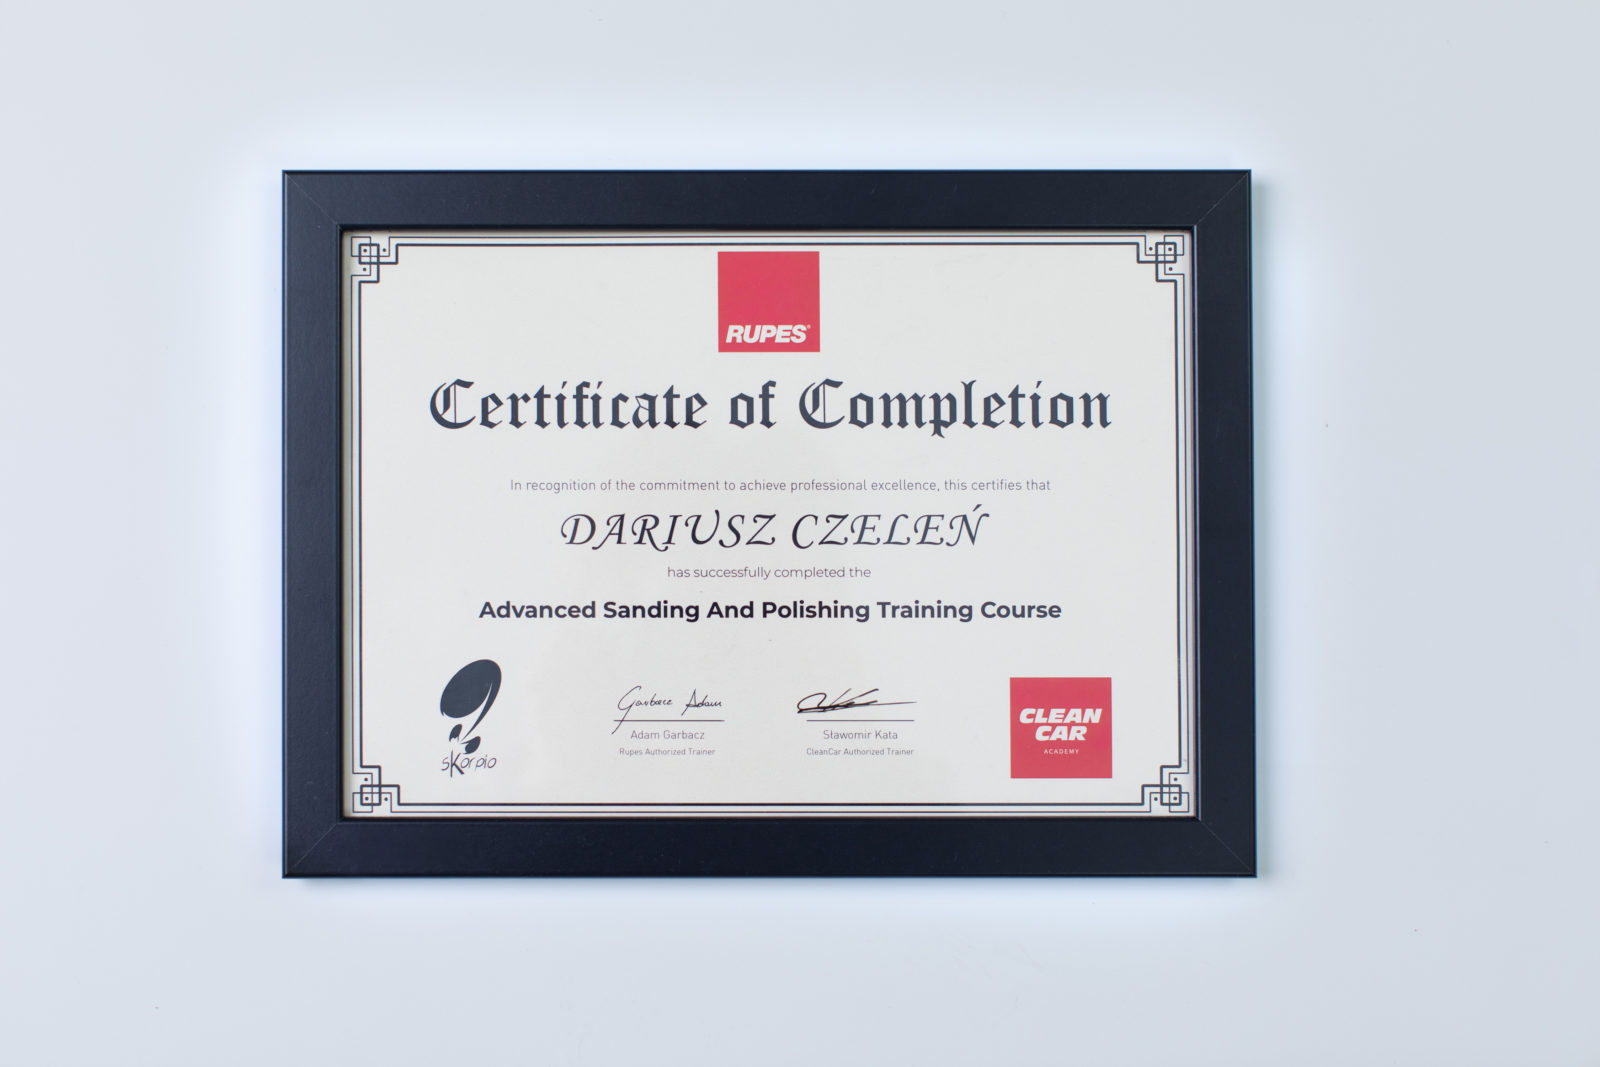 RUPES®
Certificate of Completion
In recognition of the commitment to achieve professional excellence, this certifies that
DARIUSZ CZELEŃ
has successfully completed the
Advanced Sanding And Polishing Training Course
skorpio
Garbacz Adam
Adam Garbacz
Rupes Authorized Trainer
Sławomir Kata
CleanCar Authorized Trainer
CLEAN
CAR
ACADEMY